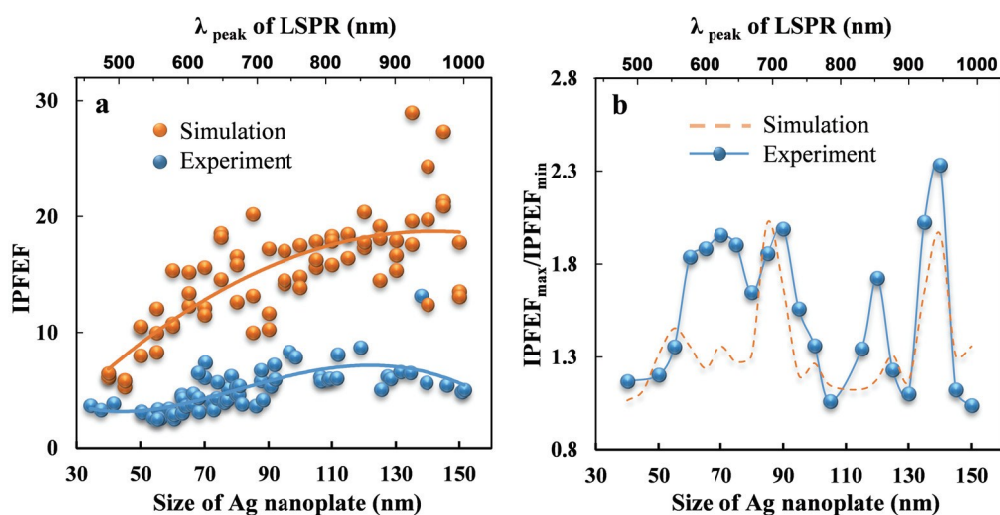 λ peak of LSPR (nm)
500 600 700 800 900 1000
30
20
10
0
IPFEF
a
Simulation
Experiment
30 50 70 90 110 130 150
Size of Ag nanoplate (nm)
λ peak of LSPR (nm)
500 600 700 800 900 1000
2.8
2.3
1.8
1.3
0.8
IPFEFmax/IPFEFmin
b
Simulation
Experiment
30 50 70 90 110 130 150
Size of Ag nanoplate (nm)